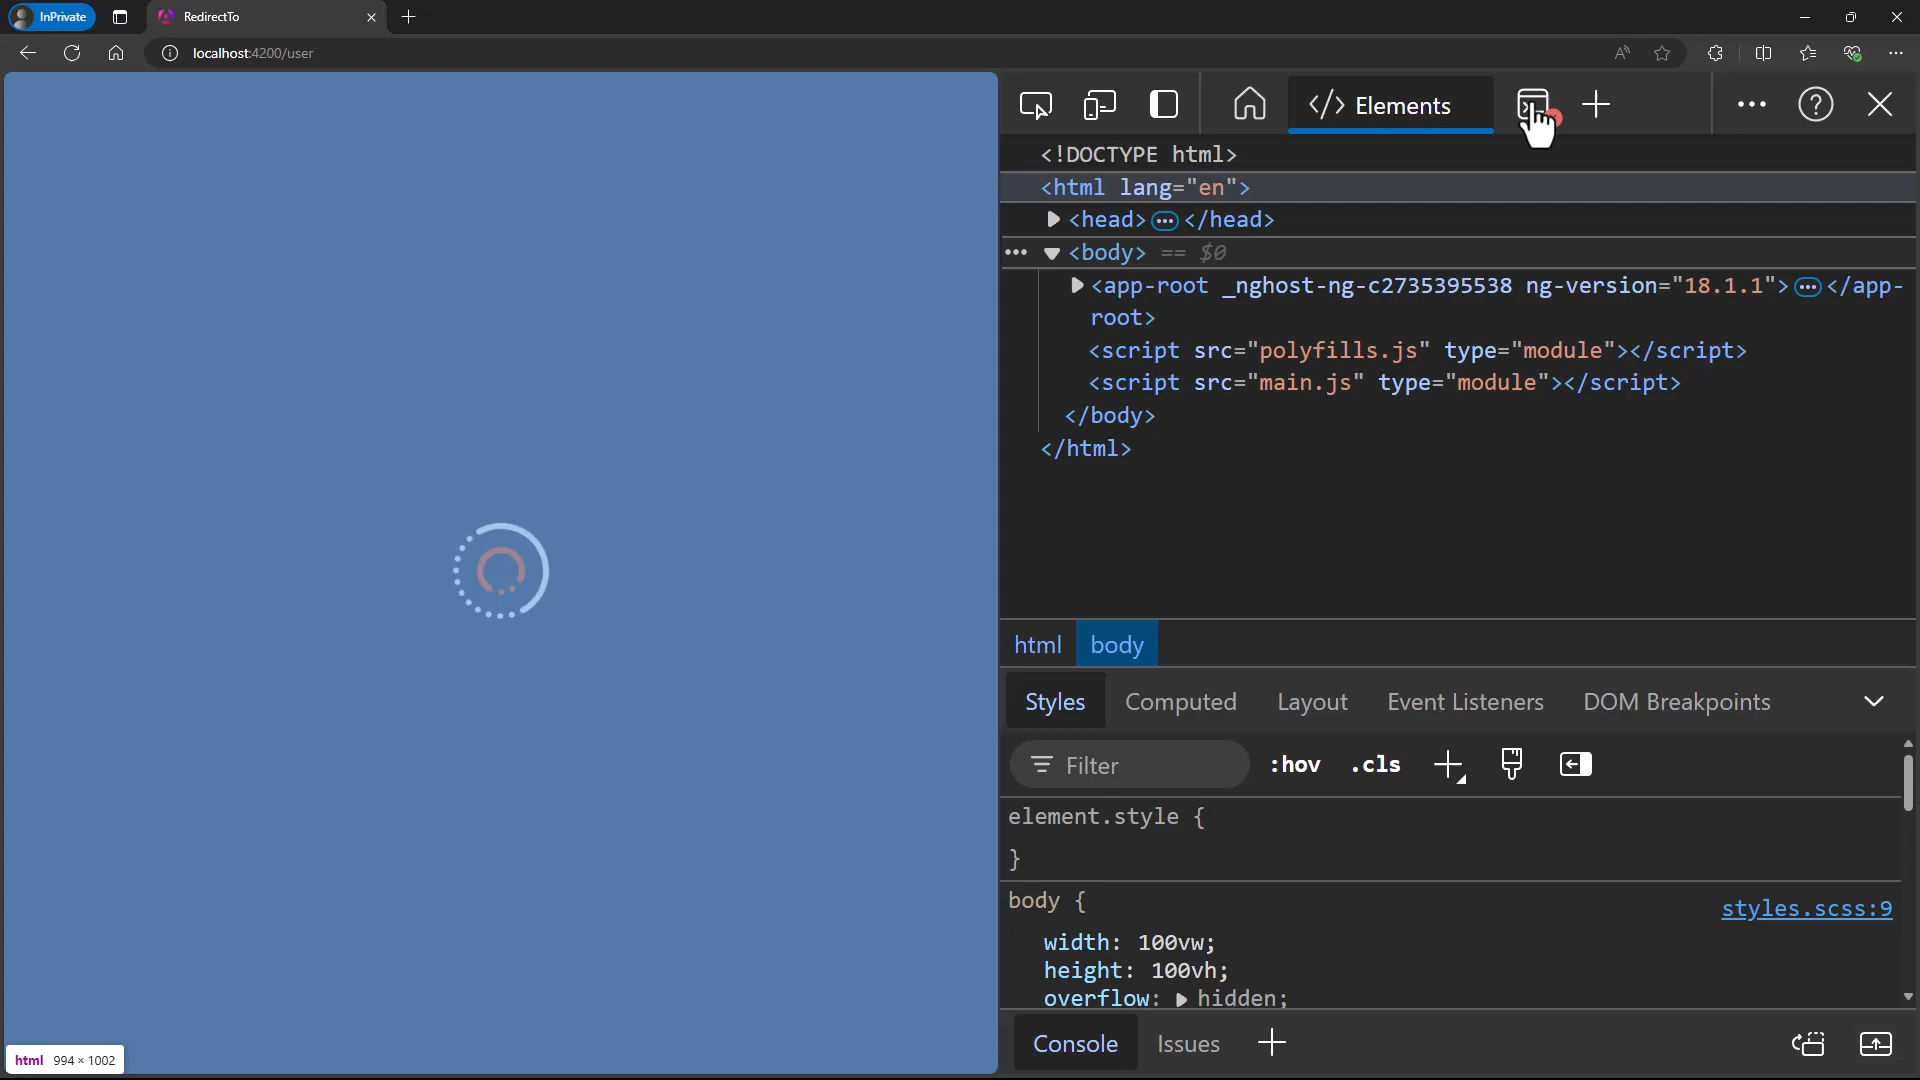 InPrivate
RedirectTo
localhost:4200/user
Elements
<!DOCTYPE html>
<html lang="en">
<head>…</head>
<body> == $0
<app-root _nghost-ng-c2735395538 ng-version="18.1.1">…</app-
root>
<script src="polyfills.js" type="module"></script>
<script src="main.js" type="module"></script>
</body>
</html>
html body
Styles Computed Layout Event Listeners DOM Breakpoints
Filter :hov .cls
element.style {
}
body { styles.scss:9
width: 100vw;
height: 100vh;
overflow: hidden;
Console Issues
html 994 × 1002